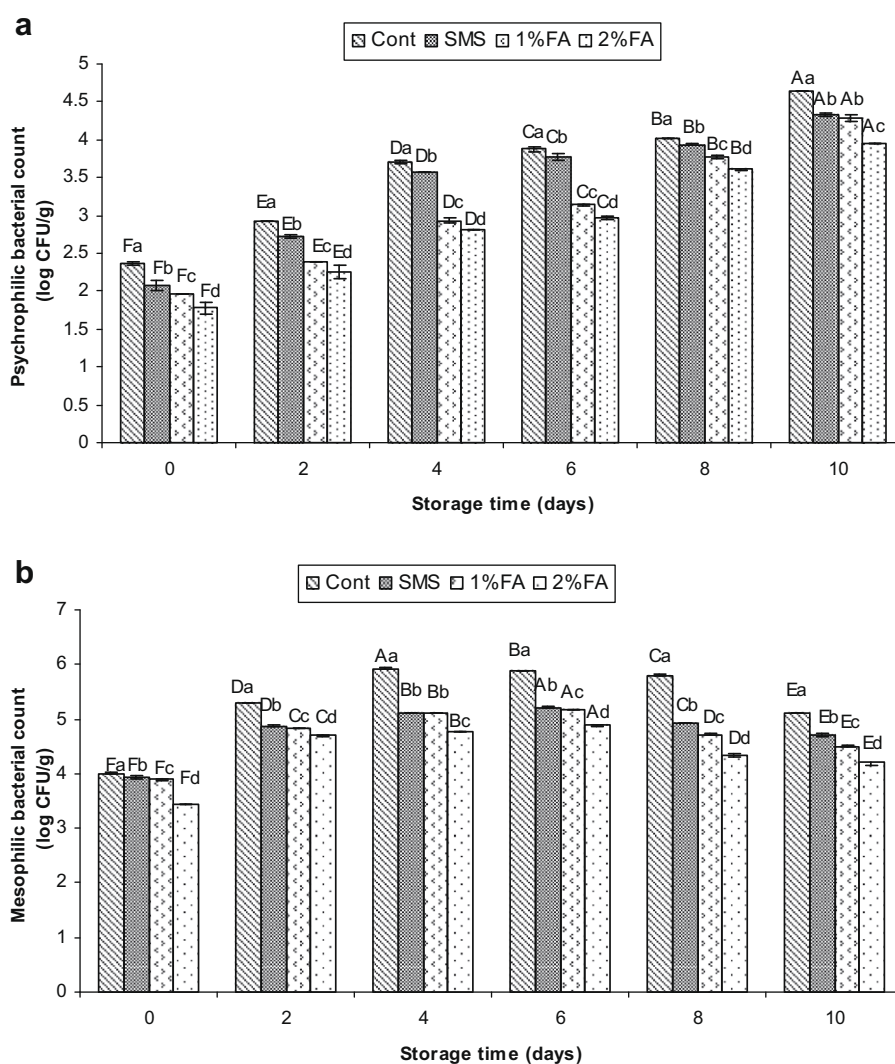 a
Cont SMS 1%FA 2%FA
Psychrophilic bacterial count
(log CFU/g)
5
4.5
4
3.5
3
2.5
2
1.5
1
0.5
0
Fa Fb Fc Fd
Ea Eb Ec Ed
Da Db Dc Dd
Ca Cb Cc Cd
Ba Bb Bc Bd
Aa Ab Ab Ac
0 2 4 6 8 10
Storage time (days)
b
Cont SMS 1%FA 2%FA
Mesophilic bacterial count
(log CFU/g)
7
6
5
4
3
2
1
0
Fa Fb Fc Fd
Da Db Cc Cd
Aa Bb Bb Bc
Ba Ab Ac Ad
Ca Cb Dc Dd
Ea Eb Ec Ed
0 2 4 6 8 10
Storage time (days)